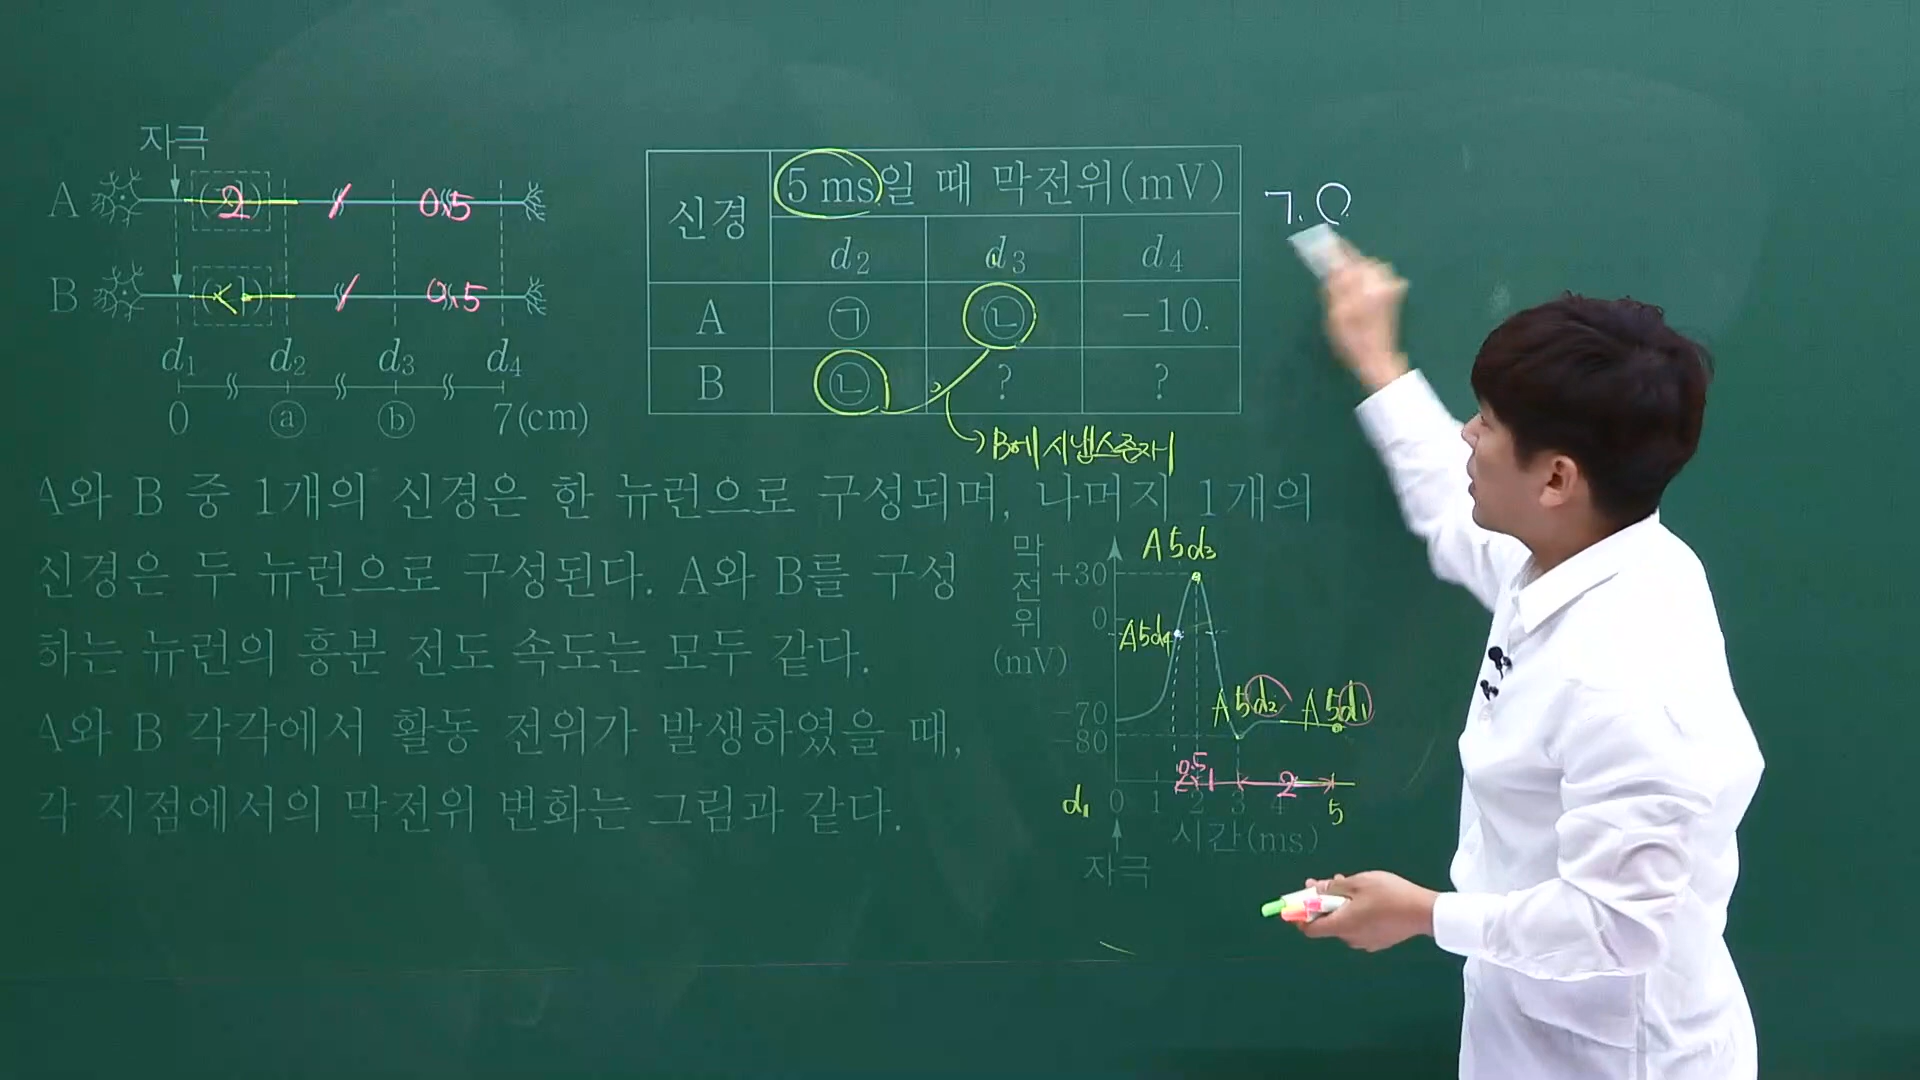 자극
A (가) 2 / 0.5
B (나) < / 0.5
d₁ d₂ d₃ d₄
0 ⓐ ⓑ 7(cm)
신경 5 ms일 때 막전위(mV)
d₂ d₃ d₄
A ㉠ ㉡ -10
B ㉡ ? ?
→B에 시냅스존재
ㄱ. O
A와 B 중 1개의 신경은 한 뉴런으로 구성되며, 나머지 1개의
신경은 두 뉴런으로 구성된다. A와 B를 구성
하는 뉴런의 흥분 전도 속도는 모두 같다.
A와 B 각각에서 활동 전위가 발생하였을 때,
각 지점에서의 막전위 변화는 그림과 같다.
막전위(mV)
A5d₃
+30
0
A5d₄
-70
-80
A5d₂ A5d₁
0.5 1 2
d₁ 0 1 2 3 4 5
시간(ms)
자극